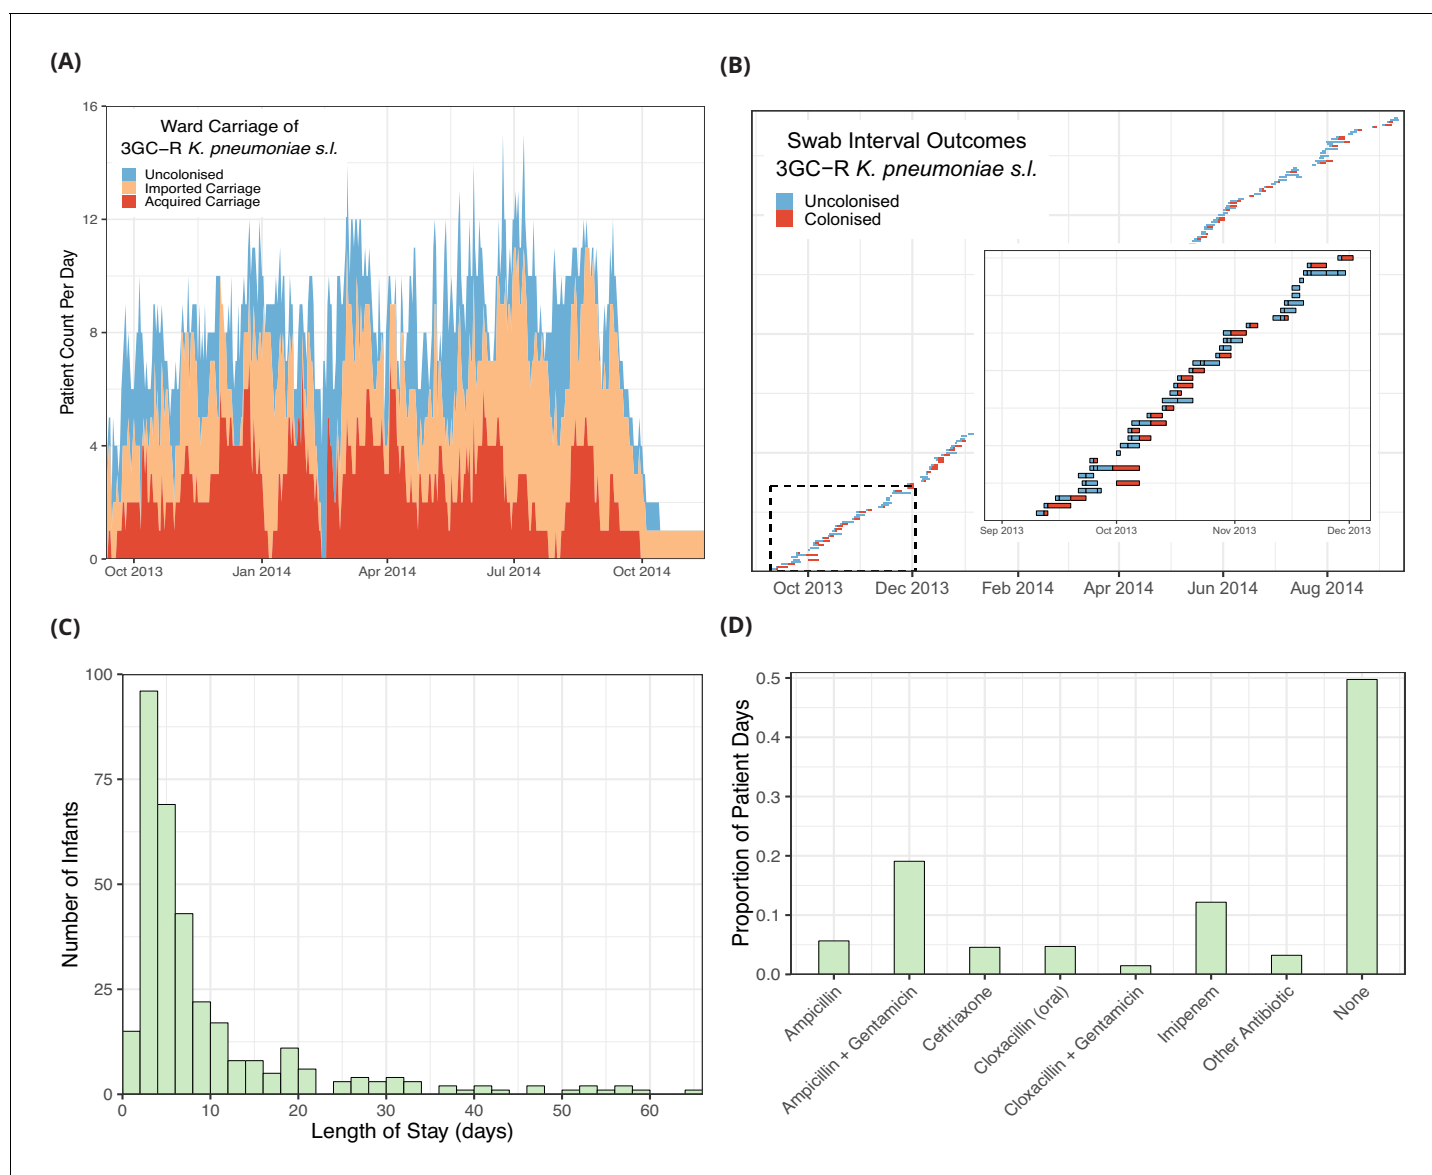 (A)
16
12
8
4
0
Patient Count Per Day
Ward Carriage of
3GC−R K. pneumoniae s.l.
Uncolonised
Imported Carriage
Acquired Carriage
Oct 2013 Jan 2014 Apr 2014 Jul 2014 Oct 2014
(B)
Swab Interval Outcomes
3GC−R K. pneumoniae s.l.
Uncolonised
Colonised
Sep 2013 Oct 2013 Nov 2013 Dec 2013
Oct 2013 Dec 2013 Feb 2014 Apr 2014 Jun 2014 Aug 2014
(C)
100
75
50
25
0
Number of Infants
0 10 20 30 40 50 60
Length of Stay (days)
(D)
0.5
0.4
0.3
0.2
0.1
0.0
Proportion of Patient Days
Ampicillin
Ampicillin + Gentamicin
Ceftriaxone
Cloxacillin (oral)
Cloxacillin + Gentamicin
Imipenem
Other Antibiotic
None